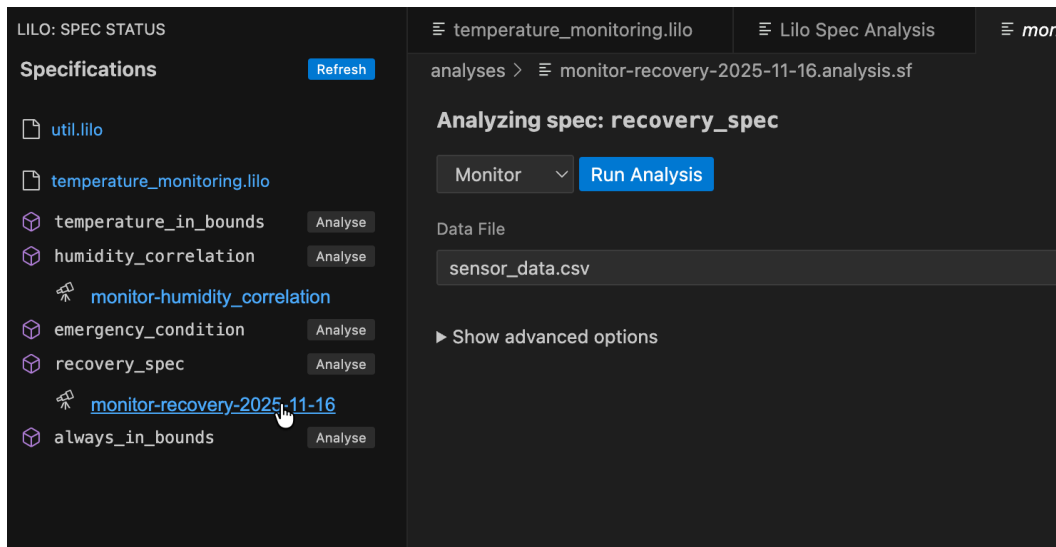 LILO: SPEC STATUS
Specifications
Refresh
util.lilo
temperature_monitoring.lilo
temperature_in_bounds
Analyse
humidity_correlation
Analyse
monitor-humidity_correlation
emergency_condition
Analyse
recovery_spec
Analyse
monitor-recovery-2025-11-16
always_in_bounds
Analyse
temperature_monitoring.lilo
Lilo Spec Analysis
mon
analyses > monitor-recovery-2025-11-16.analysis.sf
Analyzing spec: recovery_spec
Monitor
Run Analysis
Data File
sensor_data.csv
Show advanced options